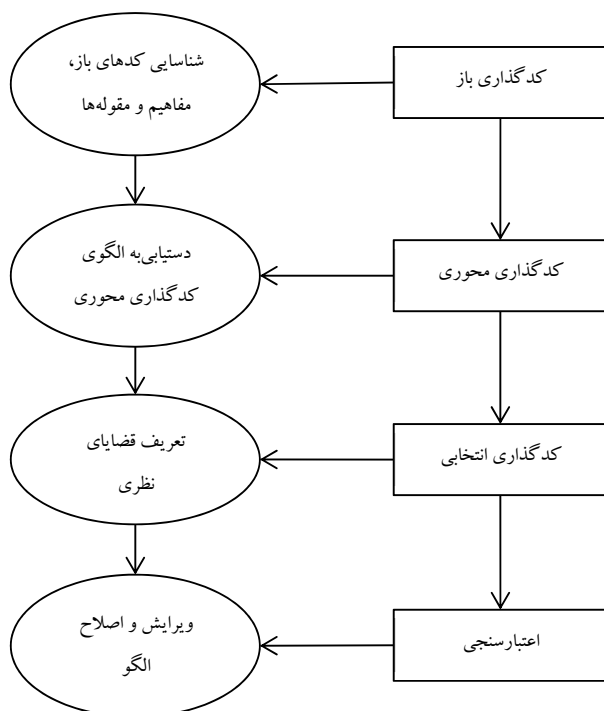 کدگذاری باز
شناسایی کدهای باز،
مفاهیم و مقوله‌ها
کدگذاری محوری
دستیابی‌به الگوی
کدگذاری محوری
کدگذاری انتخابی
تعریف قضایای
نظری
اعتبارسنجی
ویرایش و اصلاح
الگو